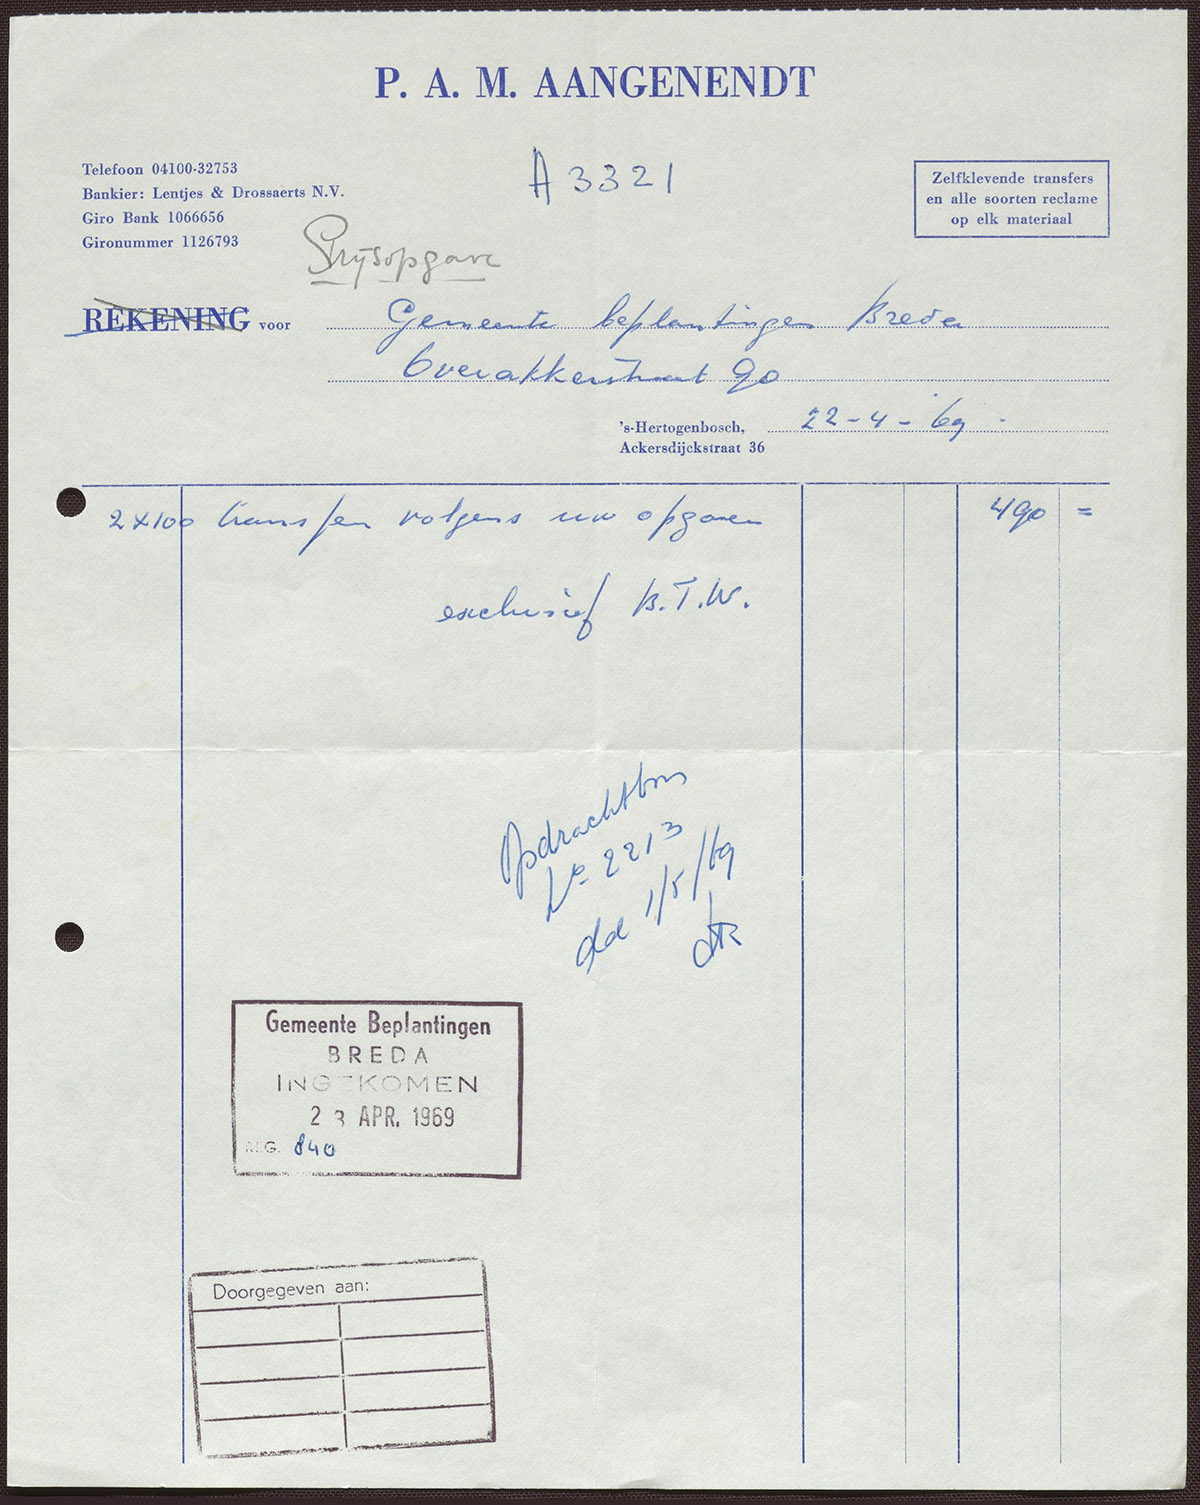 P. A. M. AANGENENDT
A 3321
Telefoon 04100-32753
Bankier: Lentjes & Drossaerts N.V.
Giro Bank 1066656
Gironummer 1126793
Zelfklevende transfers
en alle soorten reclame
op elk materiaal
Prijsopgave
REKENING voor Gemeente beplantingen Breda
Overakkerstraat 90
's-Hertogenbosch, 22-4-69.
Ackersdijckstraat 36
2x100 transfers volgens uw opgaven 490 =
exclusief B.T.W.
Opdrachtbon
No 2213
dd 1/5/69
Gemeente Beplantingen
BREDA
INGEKOMEN
23 APR. 1969
REG. 840
Doorgegeven aan: